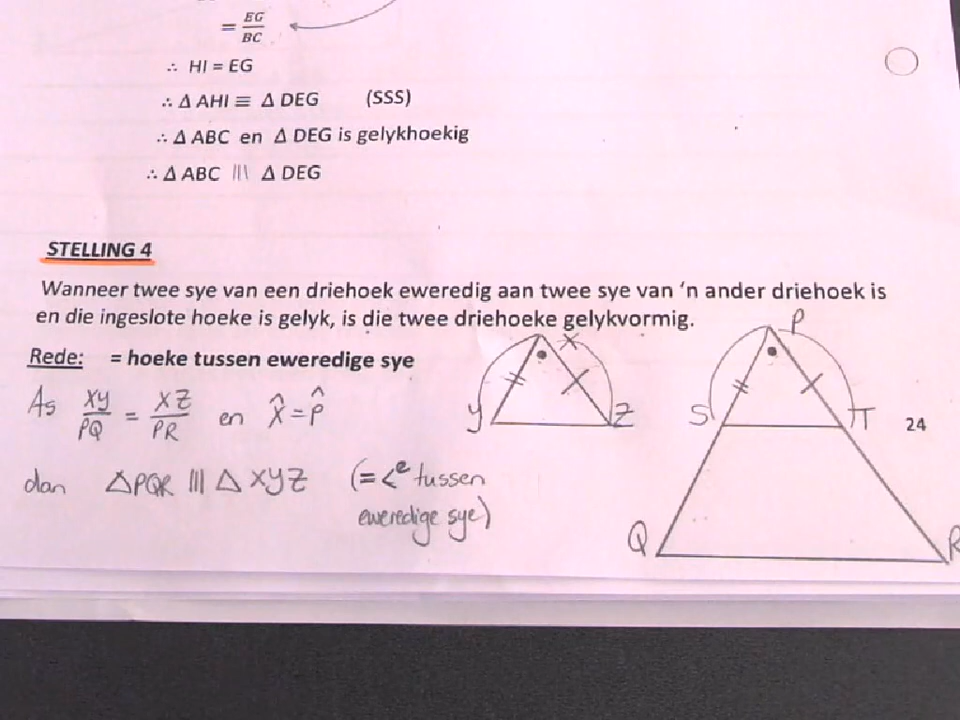 = EG/BC
∴ HI = EG
∴ Δ AHI ≡ Δ DEG (SSS)
∴ Δ ABC en Δ DEG is gelykhoekig
∴ Δ ABC ||| Δ DEG
STELLING 4
Wanneer twee sye van een driehoek eweredig aan twee sye van ‘n ander driehoek is
en die ingeslote hoeke is gelyk, is die twee driehoeke gelykvormig.
Rede: = hoeke tussen eweredige sye
As XY/PQ = XZ/PR en X̂ = P̂
dan ΔPQR ||| Δ XYZ (= <ᵉ tussen
eweredige sye)
X
Y
Z
P
S
T
Q
R
24